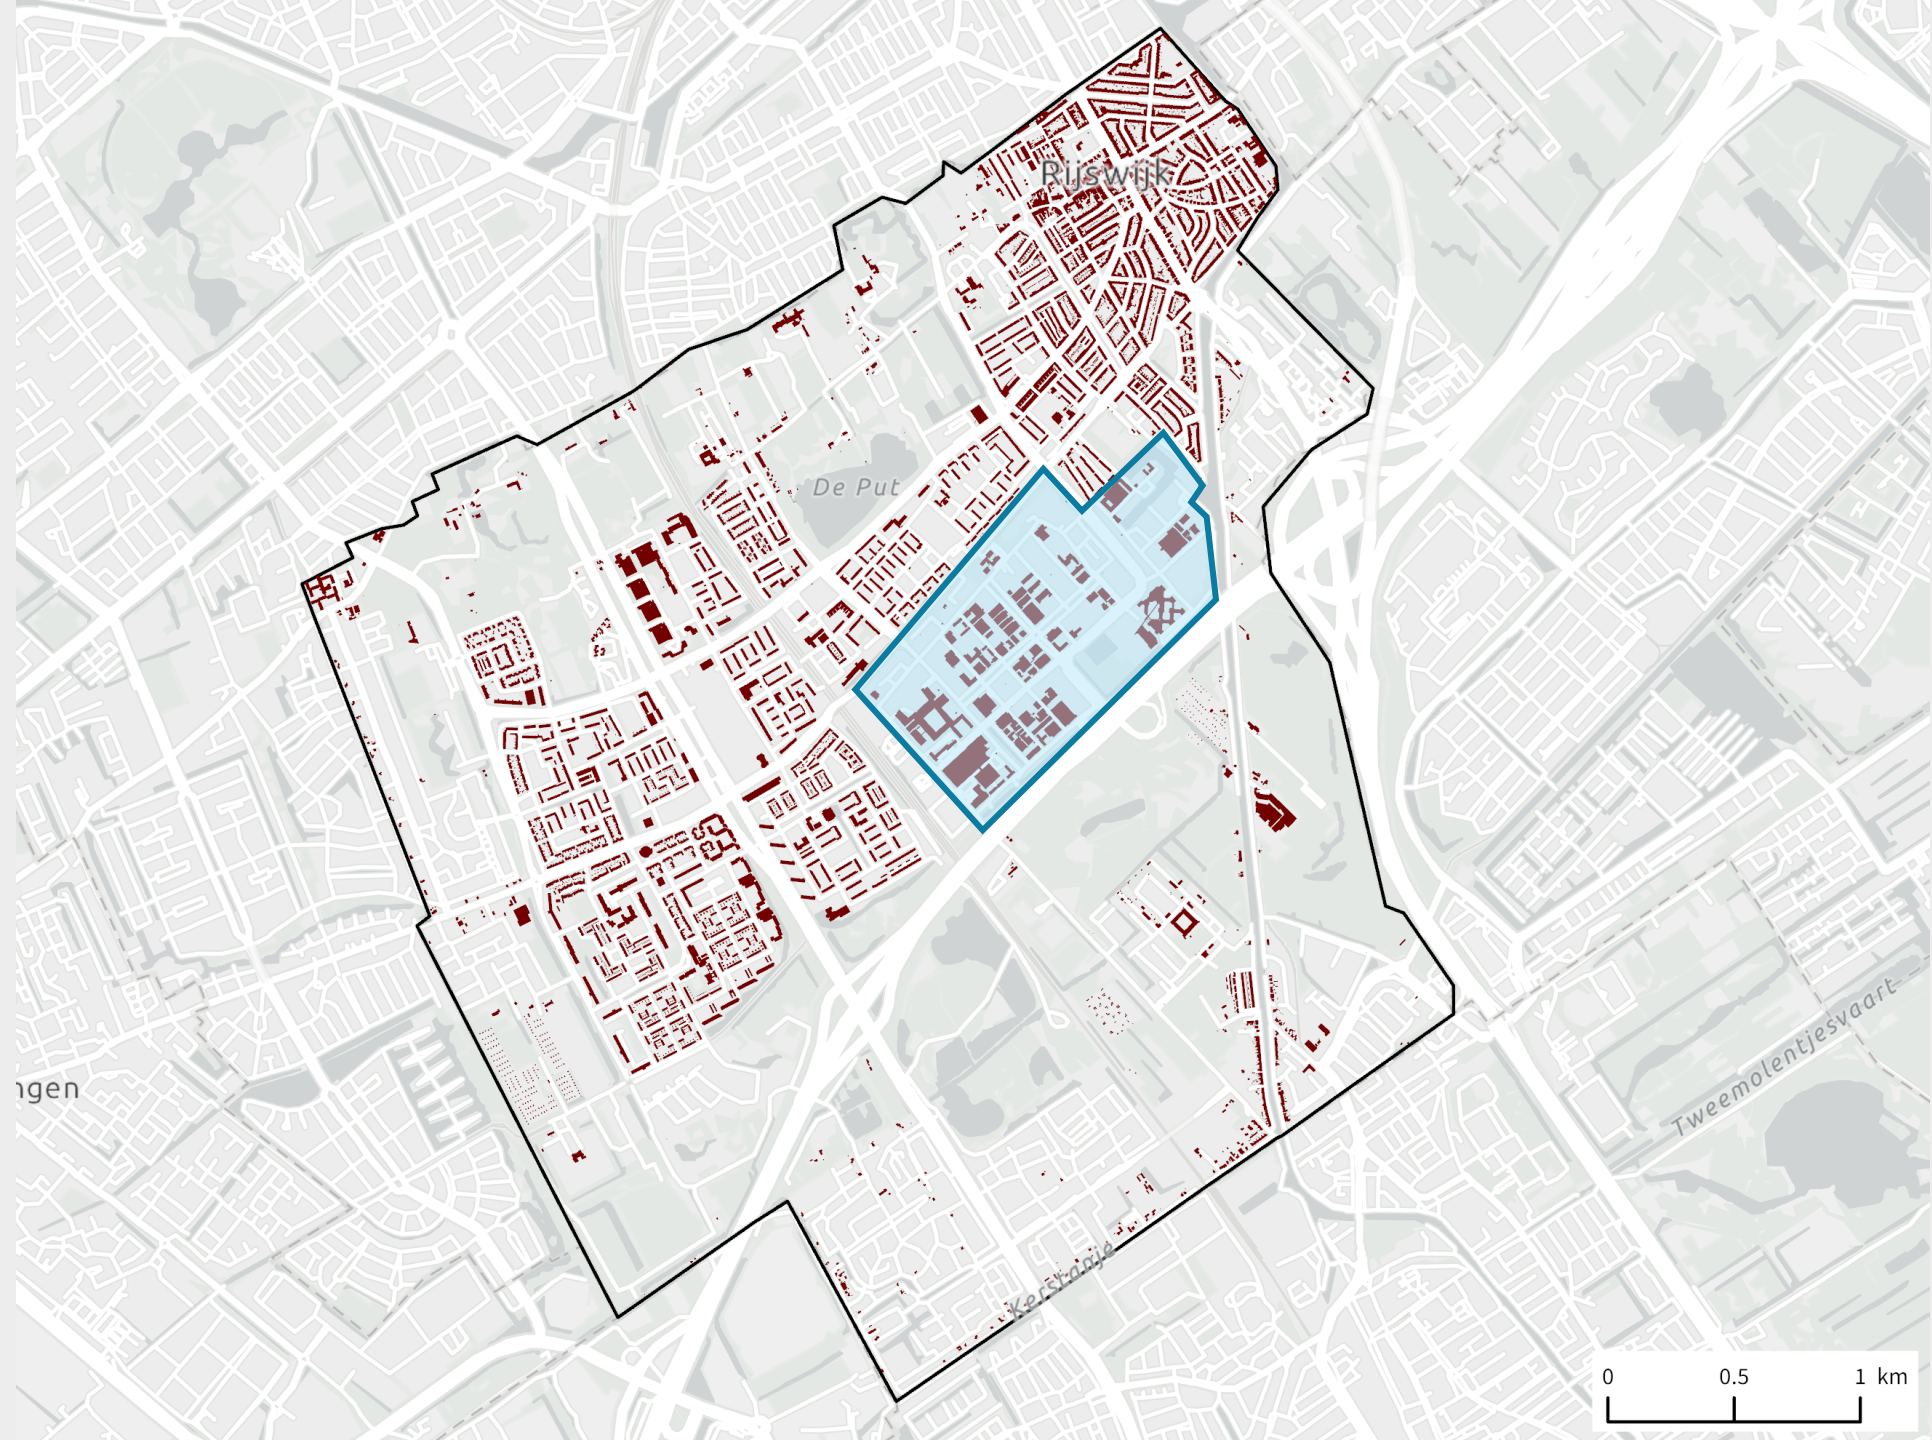 Rijswijk
De Put
ngen
Tweemolentjesvaart
Kerstanje
0 0.5 1 km